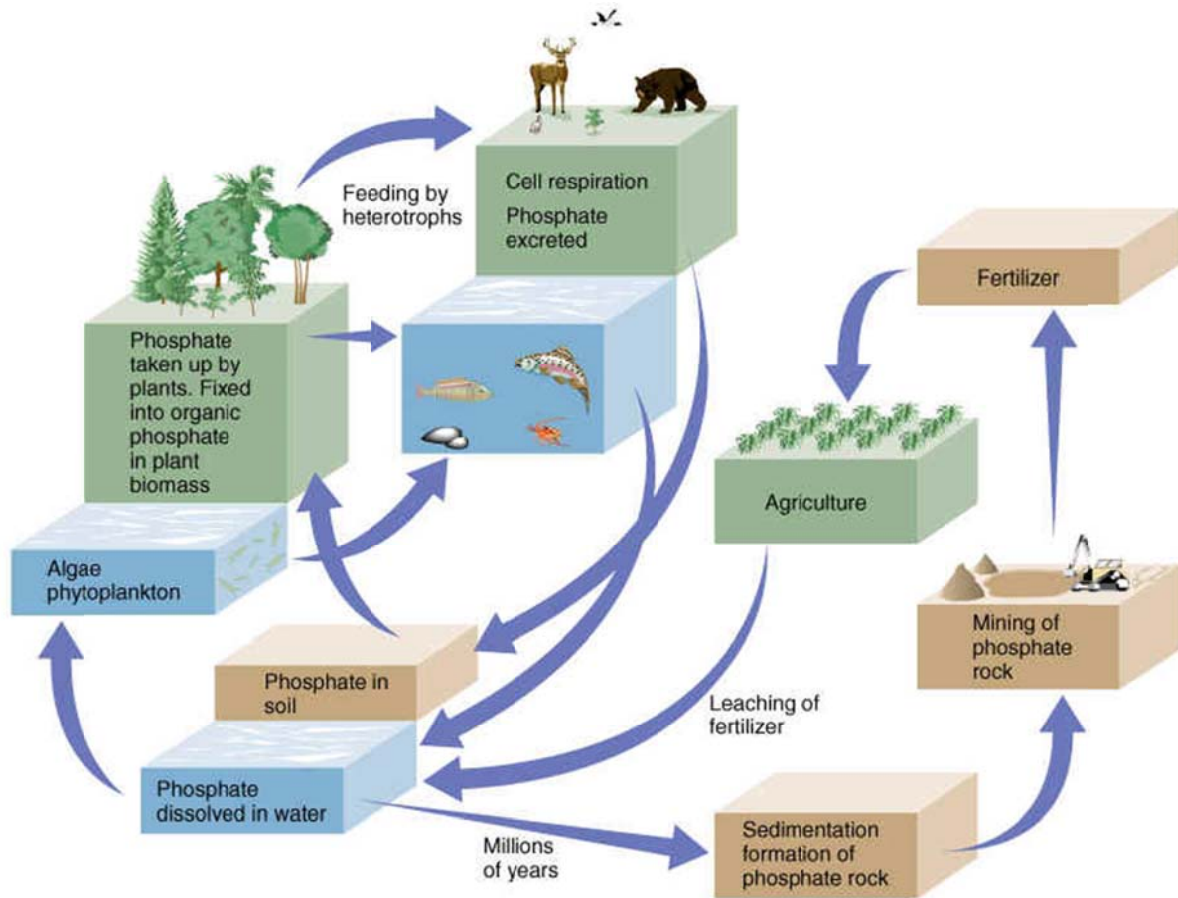 Cell respiration
Phosphate
excreted
Feeding by
heterotrophs
Fertilizer
Phosphate
taken up by
plants. Fixed
into organic
phosphate
in plant
biomass
Agriculture
Algae
phytoplankton
Mining of
phosphate
rock
Phosphate in
soil
Leaching of
fertilizer
Phosphate
dissolved in water
Millions
of years
Sedimentation
formation of
phosphate rock